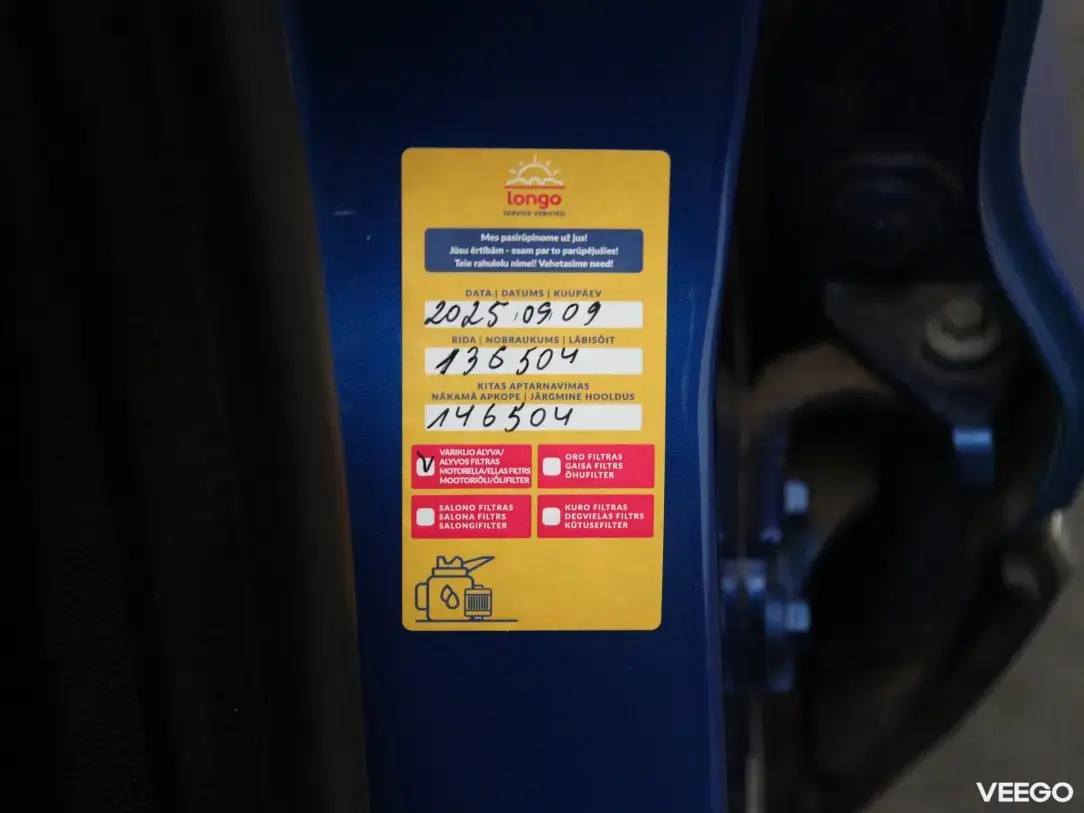 longo
SERVICE VERIFIED
Mes pasirūpinome už jus!
Jūsu ērtībām - esam par to parūpējušies!
Teie rahuloku nimel! Vahetasime need!
DATA | DATUMS | KUUPÄEV
2025.09.09
RIDA | NOBRAUKUMS | LÄBISÕIT
136504
KITAS APTARNAVIMAS
NĀKAMĀ APKOPE | JÄRGMINE HOOLDUS
146504
VARIKLIO ALYVA/
ALYVOS FILTRAS
MOTOREĻĻA/EĻĻAS FILTRS
MOOTORIÕLI/ÕLIFILTER
ORO FILTRAS
GAISA FILTRS
ÕHUFILTER
SALONO FILTRAS
SALONA FILTRS
SALONGIFILTER
KURO FILTRAS
DEGVIELAS FILTRS
KÜTUSEFILTER
VEEGO